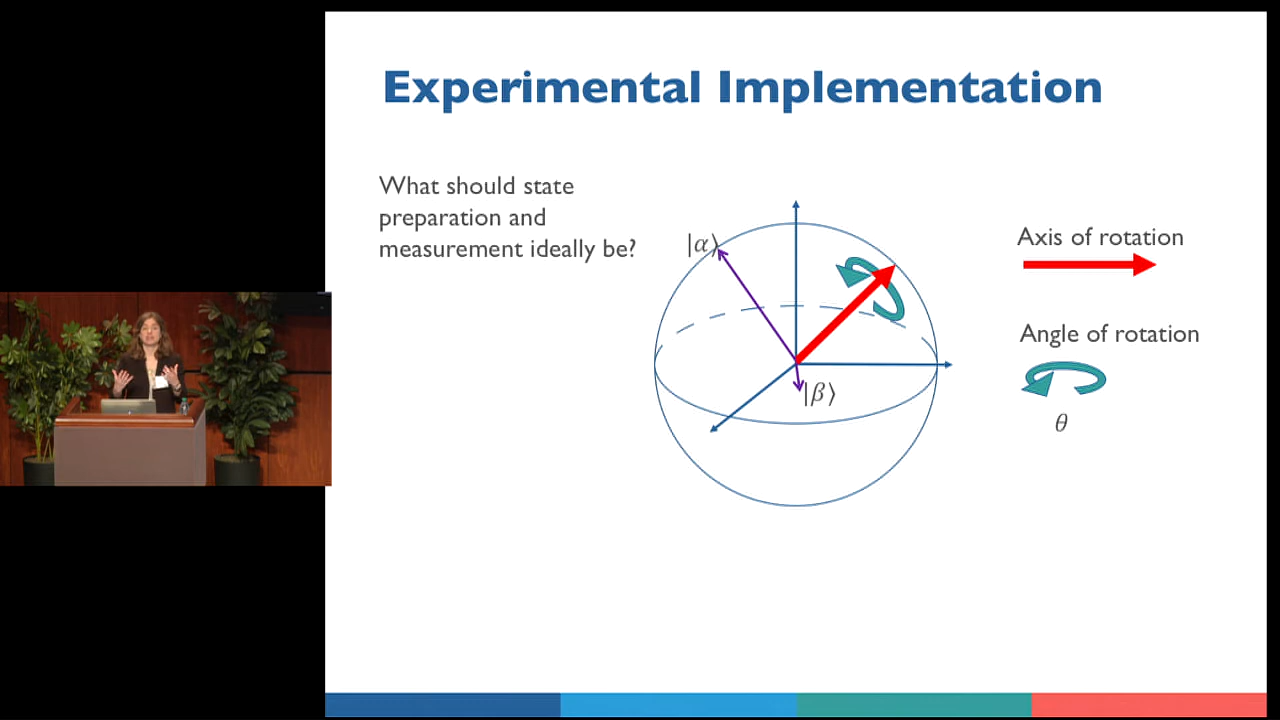 Experimental Implementation
What should state
preparation and
measurement ideally be?
|α⟩
|β⟩
Axis of rotation
Angle of rotation
θ